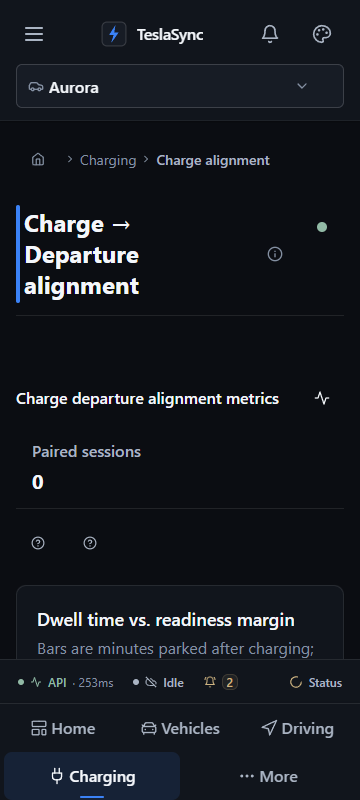 TeslaSync
Aurora
Charging
Charge alignment
Charge →
Departure
alignment
Charge departure alignment metrics
Paired sessions
0
Dwell time vs. readiness margin
Bars are minutes parked after charging;
API · 253ms
Idle
2
Status
Home
Vehicles
Driving
Charging
More